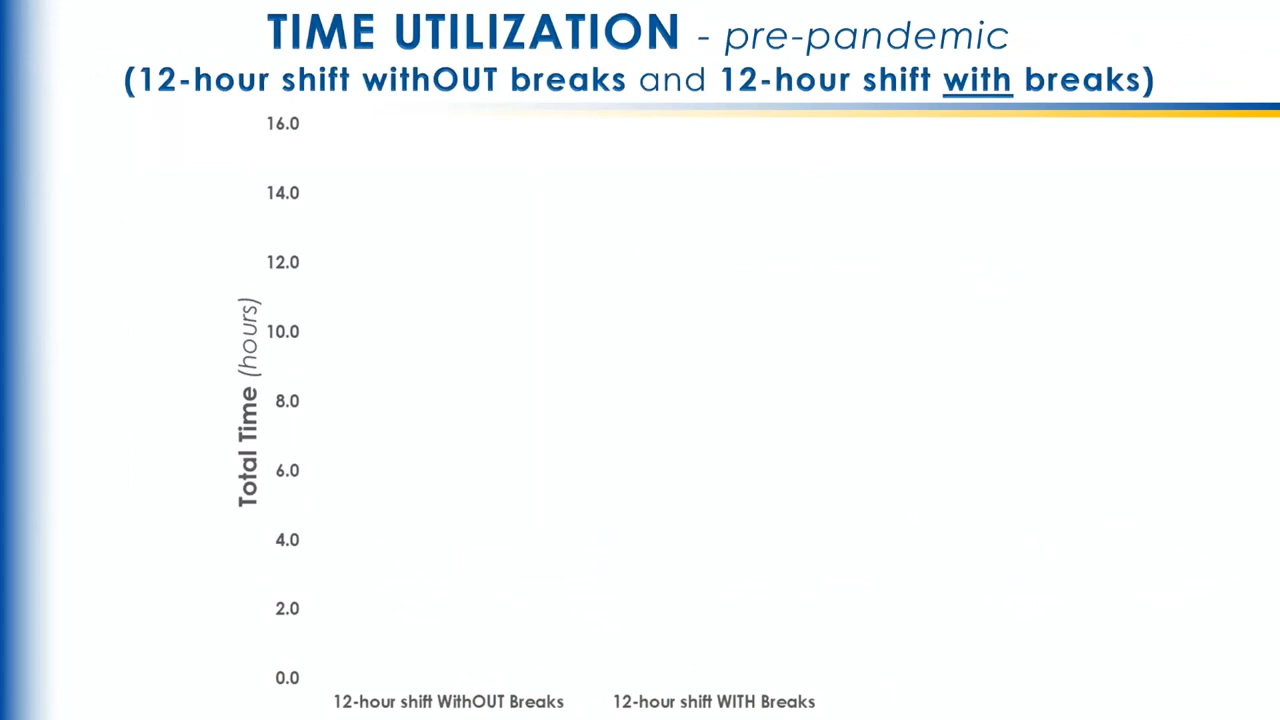 TIME UTILIZATION - pre-pandemic
(12-hour shift withOUT breaks and 12-hour shift with breaks)
16.0
14.0
12.0
10.0
8.0
6.0
4.0
2.0
0.0
Total Time (hours)
12-hour shift WithOUT Breaks
12-hour shift WITH Breaks